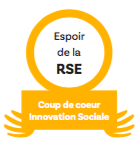 Espoir
de la
RSE
Coup de coeur
Innovation Sociale